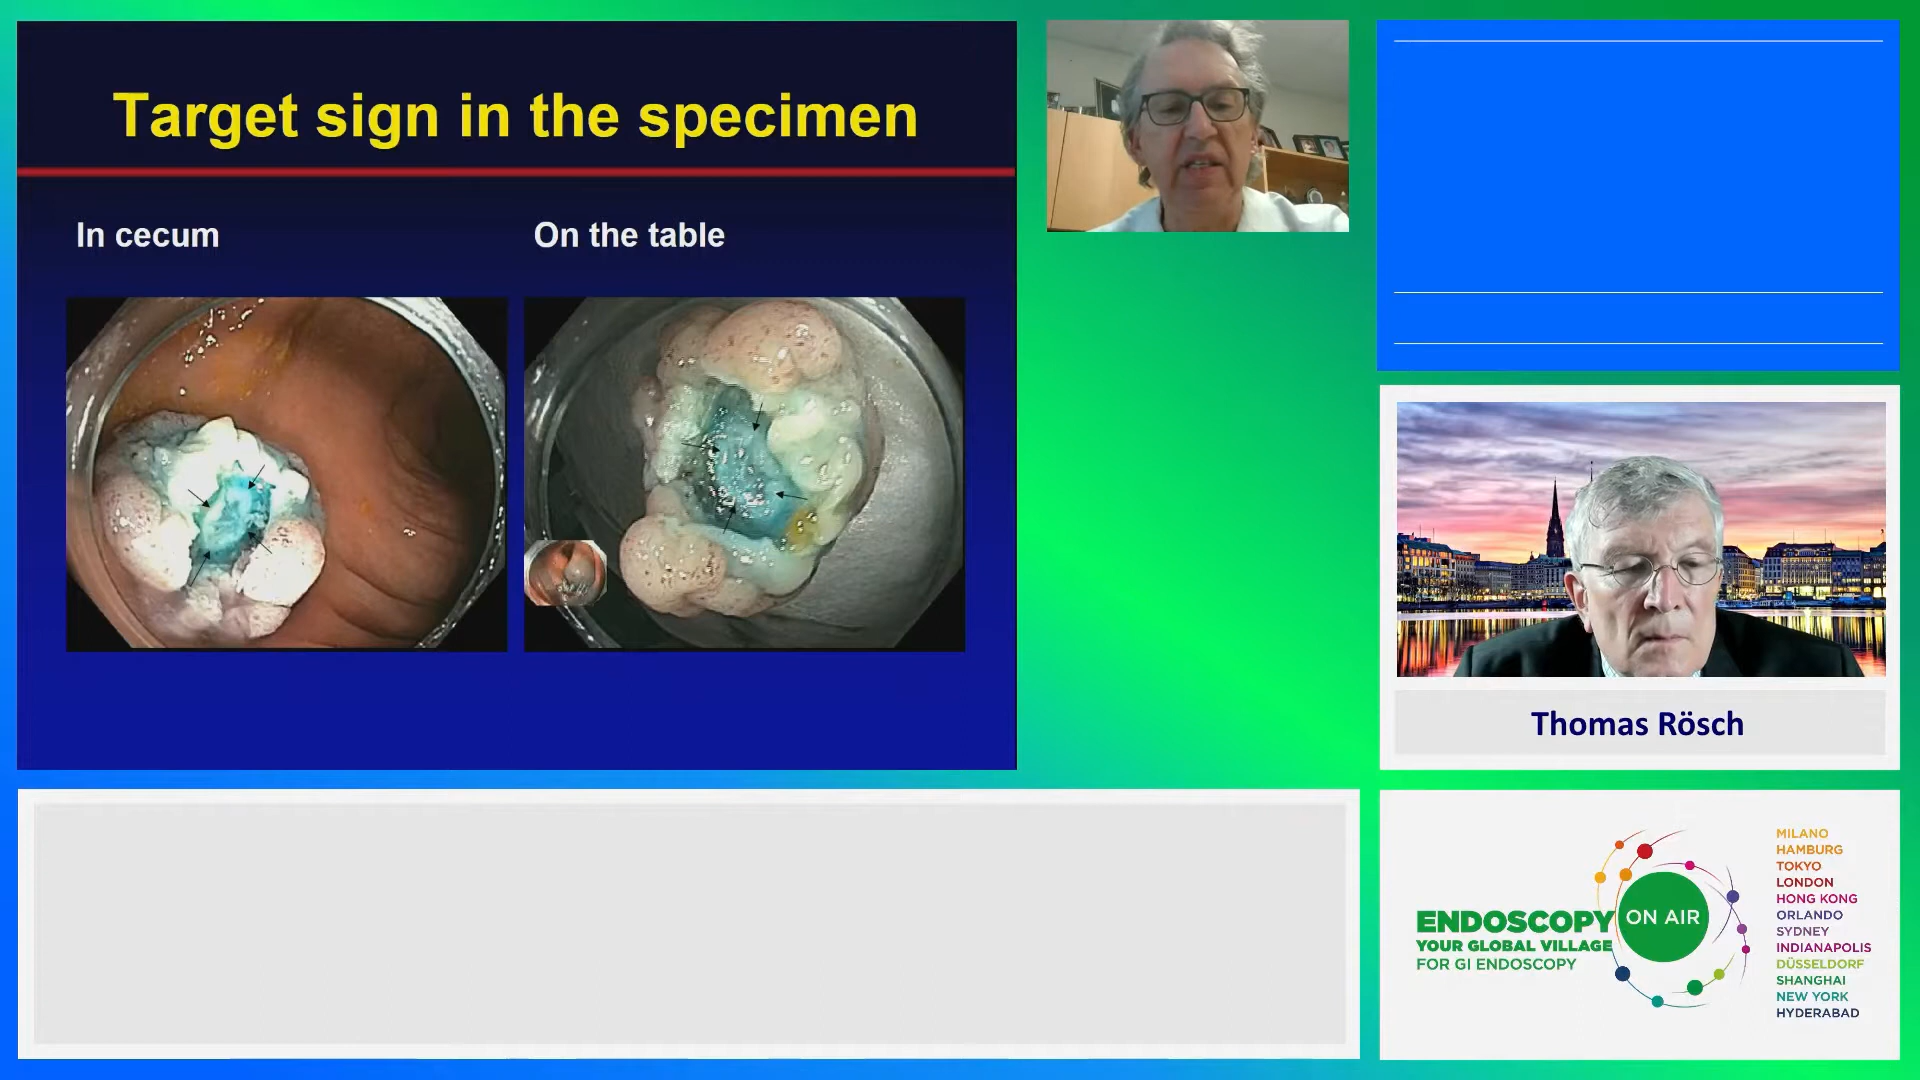 Target sign in the specimen
In cecum
On the table
Thomas Rösch
ENDOSCOPY ON AIR
YOUR GLOBAL VILLAGE
FOR GI ENDOSCOPY
MILANO
HAMBURG
TOKYO
LONDON
HONG KONG
ORLANDO
SYDNEY
INDIANAPOLIS
DÜSSELDORF
SHANGHAI
NEW YORK
HYDERABAD